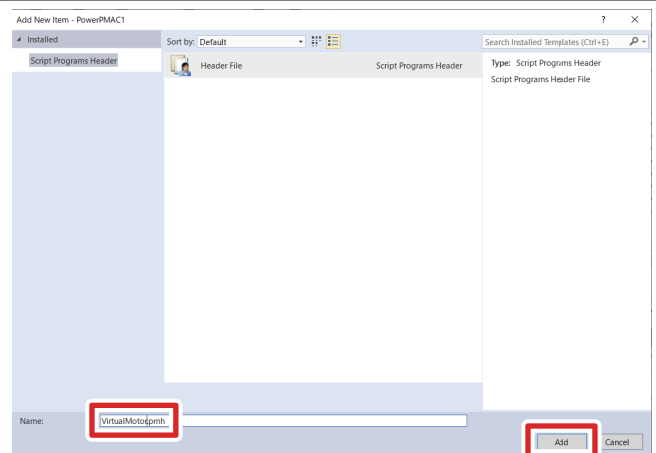 Add New Item - PowerPMAC1
Installed
Script Programs Header
Sort by: Default
Header File
Script Programs Header
Search Installed Templates (Ctrl+E)
Type: Script Programs Header
Script Programs Header File
Name:
VirtualMotor.pmh
Add
Cancel